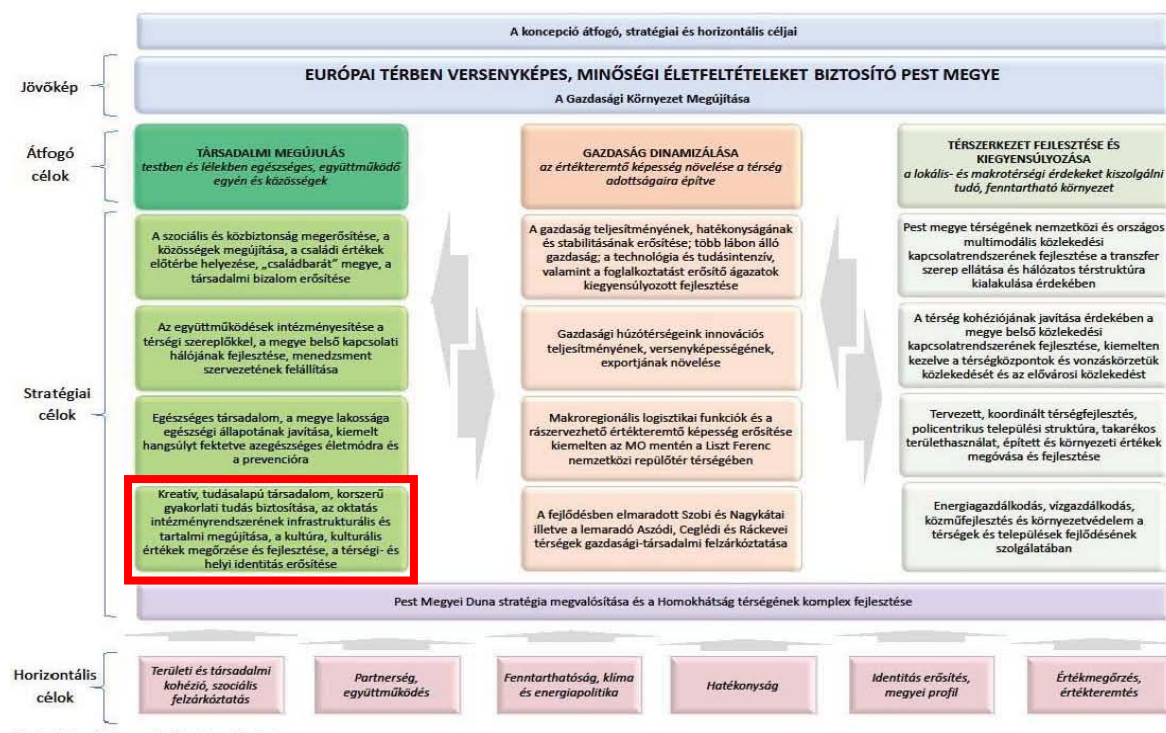 A koncepció átfogó, stratégiai és horizontális céljai
Jövőkép
EURÓPAI TÉRBEN VERSENYKÉPES, MINŐSÉGI ÉLETFELTÉTELEKET BIZTOSÍTÓ PEST MEGYE
A Gazdasági Környezet Megújítása
Átfogó
célok
TÁRSADALMI MEGÚJULÁS
testben és lélekben egészséges, együttműködő
egyén és közösségek
GAZDASÁG DINAMIZÁLÁSA
az értékteremtő képesség növelése a térség
adottságaira építve
TÉRSZERKEZET FEJLESZTÉSE ÉS
KIEGYENSÚLYOZÁSA
a lokális- és makrotérségi érdekeket kiszolgálni
tudó, fenntartható környezet
Stratégiai
célok
A szociális és közbiztonság megerősítése, a
közösségek megújítása, a családi értékek
előtérbe helyezése, „családbarát" megye, a
társadalmi bizalom erősítése
Az együttműködések intézményesítése a
térségi szereplőkkel, a megye belső kapcsolati
hálójának fejlesztése, menedzsment
szervezetének felállítása
Egészséges társadalom, a megye lakossága
egészségi állapotának javítása, kiemelt
hangsúlyt fektetve azegészséges életmódra és
a prevencióra
Kreatív, tudásalapú társadalom, korszerű
gyakorlati tudás biztosítása, az oktatás
intézményrendszerének infrastrukturális és
tartalmi megújítása, a kultúra, kulturális
értékek megőrzése és fejlesztése, a térségi- és
helyi identitás erősítése
A gazdaság teljesítményének, hatékonyságának
és stabilitásának erősítése; több lábon álló
gazdaság; a technológia és tudásintenzív,
valamint a foglalkoztatást erősítő ágazatok
kiegyensúlyozott fejlesztése
Gazdasági húzótérségeink innovációs
teljesítményének, versenyképességének,
exportjának növelése
Makroregionális logisztikai funkciók és a
rászervezhető értékteremtő képesség erősítése
kiemelten az MO mentén a Liszt Ferenc
nemzetközi repülőtér térségében
A fejlődésben elmaradott Szobi és Nagykátai
illetve a lemaradó Aszódi, Ceglédi és Ráckevei
térségek gazdasági-társadalmi felzárkóztatása
Pest megye térségének nemzetközi és országos
multimodális közlekedési
kapcsolatrendszerének fejlesztése a transzfer
szerep ellátása és hálózatos térstruktúra
kialakulása érdekében
A térség kohéziójának javítása érdekében a
megye belső közlekedési
kapcsolatrendszerének fejlesztése, kiemelten
kezelve a térségközpontok és vonzáskörzetük
közlekedését és az elővárosi közlekedést
Tervezett, koordinált térségfejlesztés,
policentrikus települési struktúra, takarékos
területhasználat, épített és környezeti értékek
megóvása és fejlesztése
Energiagazdálkodás, vízgazdálkodás,
közműfejlesztés és környezetvédelem a
térségek és települések fejlődésének
szolgálatában
Pest Megyei Duna stratégia megvalósítása és a Homokhátság térségének komplex fejlesztése
Horizontális
célok
Területi és társadalmi
kohézió, szociális
felzárkóztatás
Partnerség,
együttműködés
Fenntarthatóság, klíma
és energiapolitika
Hatékonyság
Identitás erősítés,
megyei profil
Értékmegőrzés,
értékteremtés